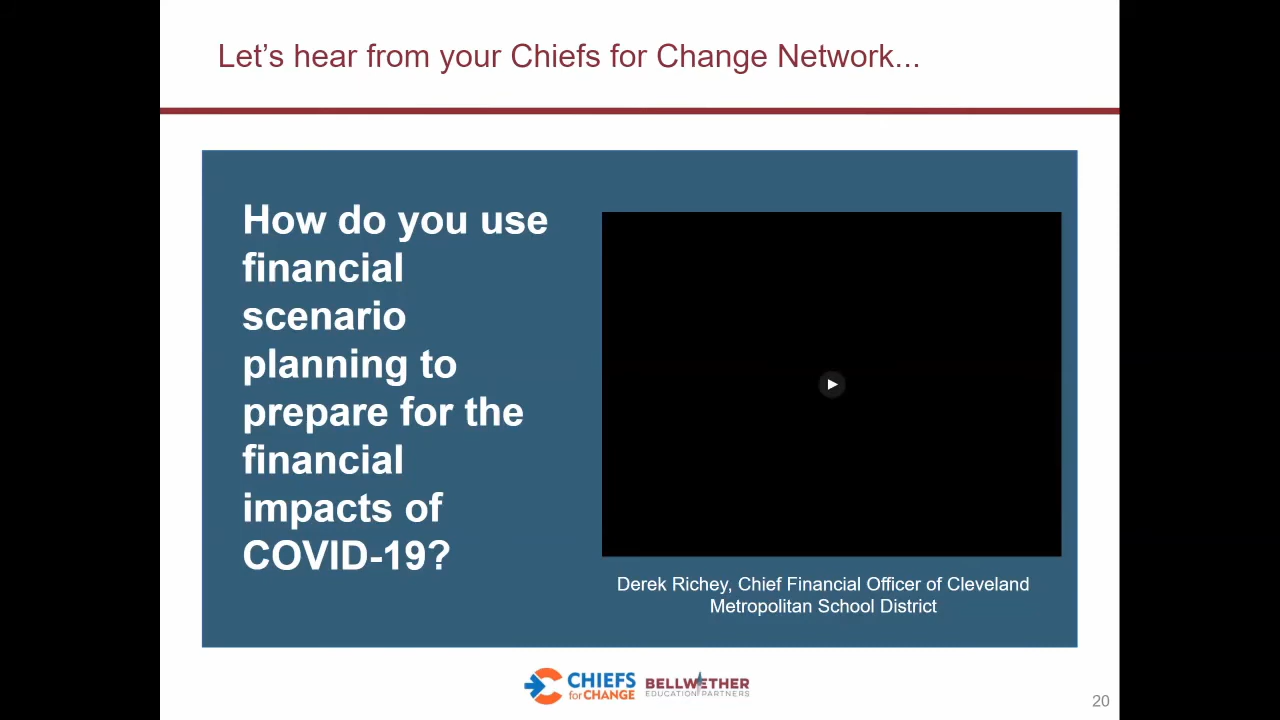 Let’s hear from your Chiefs for Change Network...
How do you use
financial
scenario
planning to
prepare for the
financial
impacts of
COVID-19?
Derek Richey, Chief Financial Officer of Cleveland
Metropolitan School District
CHIEFS
for CHANGE
BELLWETHER
EDUCATION PARTNERS
20